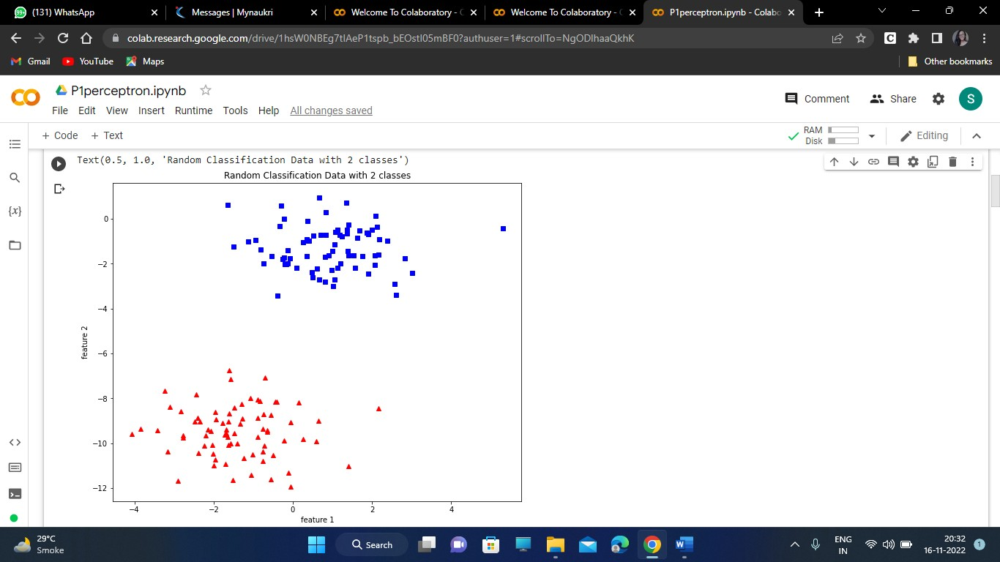 (131) WhatsApp
Messages | Mynaukri
Welcome To Colaboratory - C
Welcome To Colaboratory - C
P1perceptron.ipynb - Colabo
colab.research.google.com/drive/1hsW0NBEg7tIAeP1tspb_bEOstI05mBF0?authuser=1#scrollTo=NgODlhaaQkhK
Gmail
YouTube
Maps
Other bookmarks
P1perceptron.ipynb
File Edit View Insert Runtime Tools Help All changes saved
Comment
Share
S
+ Code + Text
RAM
Disk
Editing
Text(0.5, 1.0, 'Random Classification Data with 2 classes')
Random Classification Data with 2 classes
0
−2
−4
−6
−8
−10
−12
feature 2
−4 −2 0 2 4
feature 1
{x}
29°C
Smoke
Search
ENG
IN
20:32
16-11-2022
1